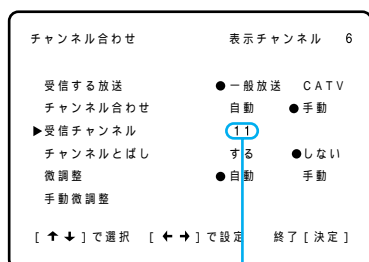 チャンネル合わせ 表示チャンネル 6
受信する放送 ●一般放送 CATV
チャンネル合わせ 自動 ●手動
▶受信チャンネル 11
チャンネルとばし する ●しない
微調整 ●自動 手動
手動微調整
[↑↓]で選択 [←→]で設定 終了[決定]